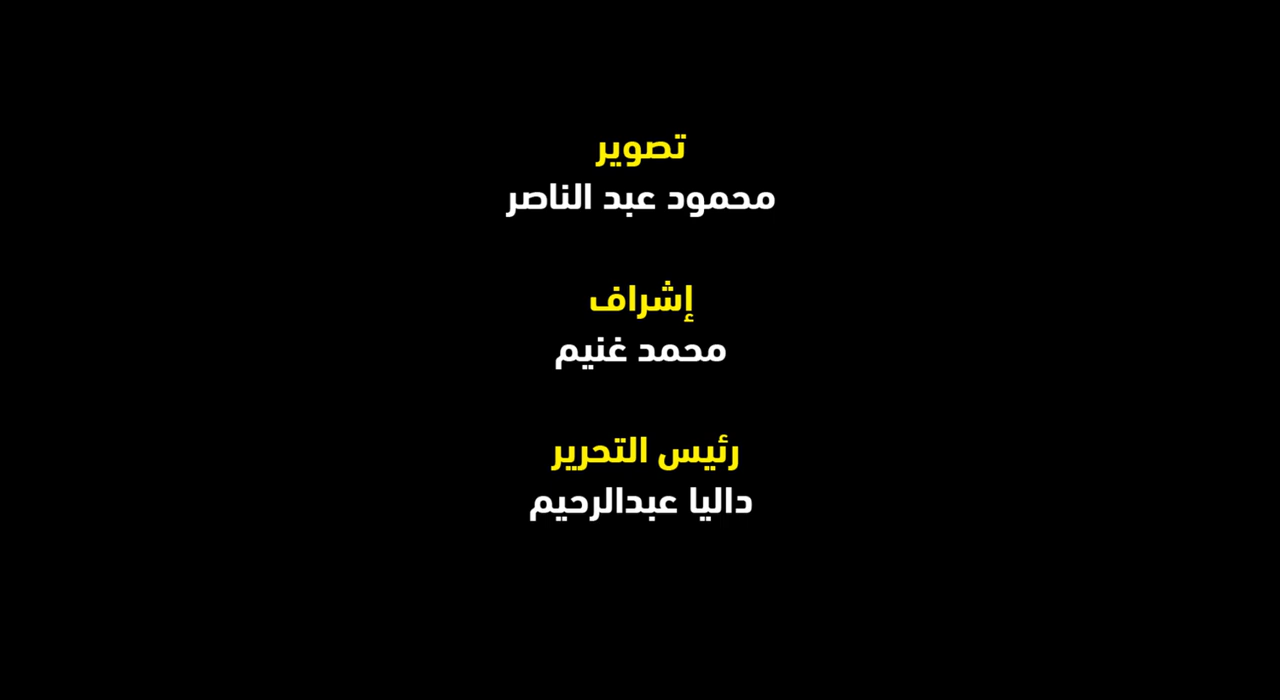 تصوير
محمود عبد الناصر
إشراف
محمد غنيم
رئيس التحرير
داليا عبدالرحيم